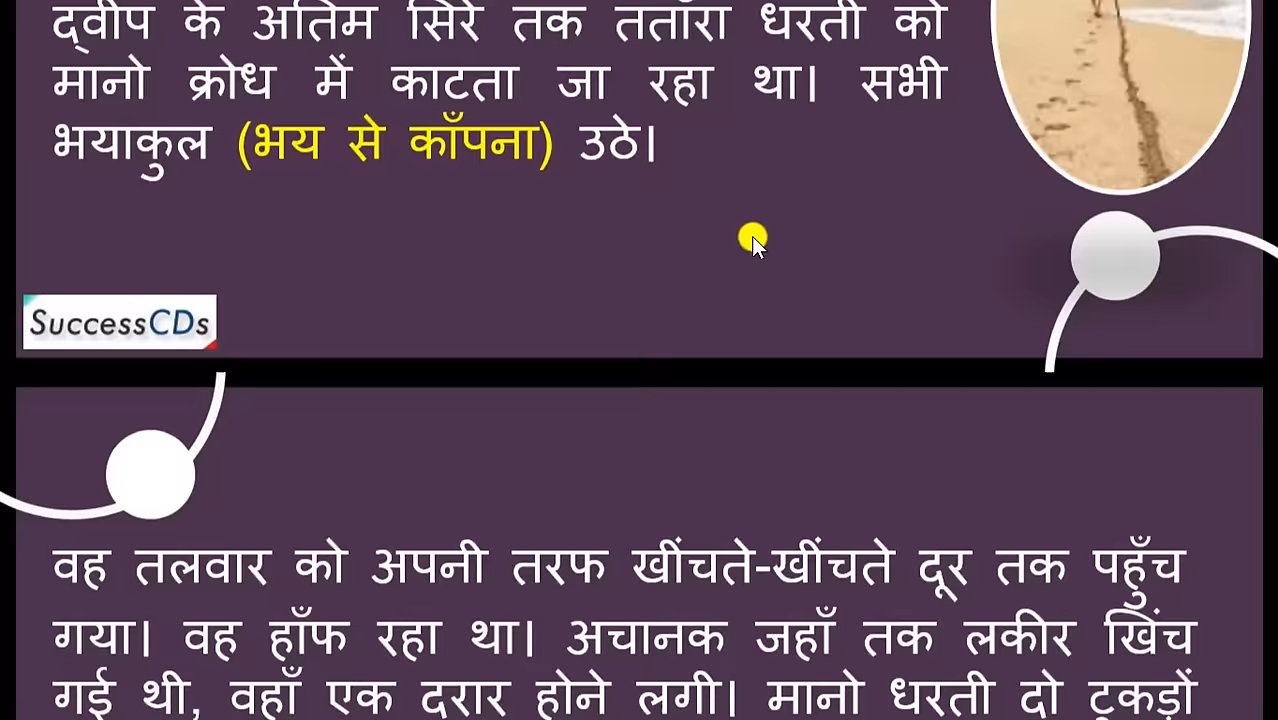 द्वीप के अंतिम सिरे तक तताँरा धरती को
मानो क्रोध में काटता जा रहा था। सभी
भयाकुल (भय से काँपना) उठे।
SuccessCDs
वह तलवार को अपनी तरफ खींचते-खींचते दूर तक पहुँच
गया। वह हाँफ रहा था। अचानक जहाँ तक लकीर खिंच
गई थी, वहाँ एक दरार होने लगी। मानो धरती दो टुकड़ों